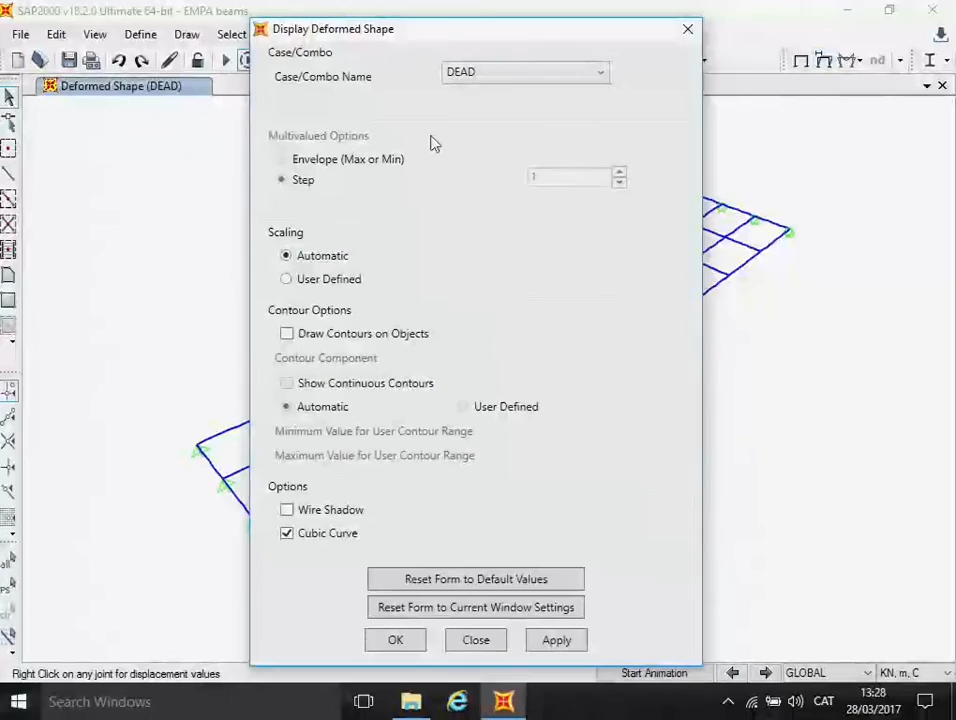 SAP2000 v18.2.0 Ultimate 64-bit - EMPA beams
Display Deformed Shape
File Edit View Define Draw Select
nd
Deformed Shape (DEAD)
Case/Combo
Case/Combo Name
DEAD
Multivalued Options
Envelope (Max or Min)
Step
1
Scaling
Automatic
User Defined
Contour Options
Draw Contours on Objects
Contour Component
Show Continuous Contours
Automatic
User Defined
Minimum Value for User Contour Range
Maximum Value for User Contour Range
Options
Wire Shadow
Cubic Curve
Reset Form to Default Values
Reset Form to Current Window Settings
OK
Close
Apply
all
PS
clr
Right Click on any joint for displacement values
Start Animation
GLOBAL
KN, m, C
Search Windows
CAT
13:28
28/03/2017